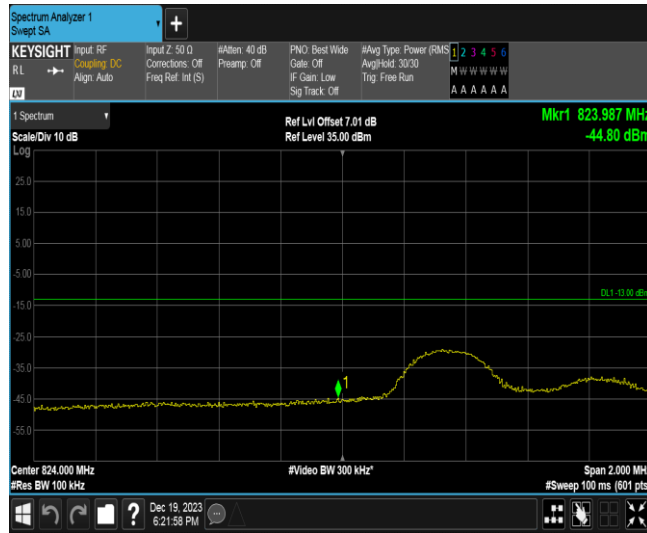 Spectrum Analyzer 1
Swept SA
+
KEYSIGHT Input: RF Input Z: 50 Ω #Atten: 40 dB PNO: Best Wide #Avg Type: Power (RMS 1 2 3 4 5 6
RL Coupling: DC Corrections: Off Preamp: Off Gate: Off Avg|Hold: 30/30 M W W W W W
Align: Auto Freq Ref: Int (S) IF Gain: Low Trig: Free Run
LXI Sig Track: Off A A A A A A
1 Spectrum Ref Lvl Offset 7.01 dB Mkr1 823.987 MHz
Scale/Div 10 dB Ref Level 35.00 dBm -44.80 dBm
Log
25.0
15.0
5.00
-5.00
DL1 -13.00 dBm
-15.0
-25.0
-35.0
1
-45.0
-55.0
Center 824.000 MHz #Video BW 300 kHz* Span 2.000 MHz
#Res BW 100 kHz #Sweep 100 ms (601 pts
? Dec 19, 2023
6:21:58 PM